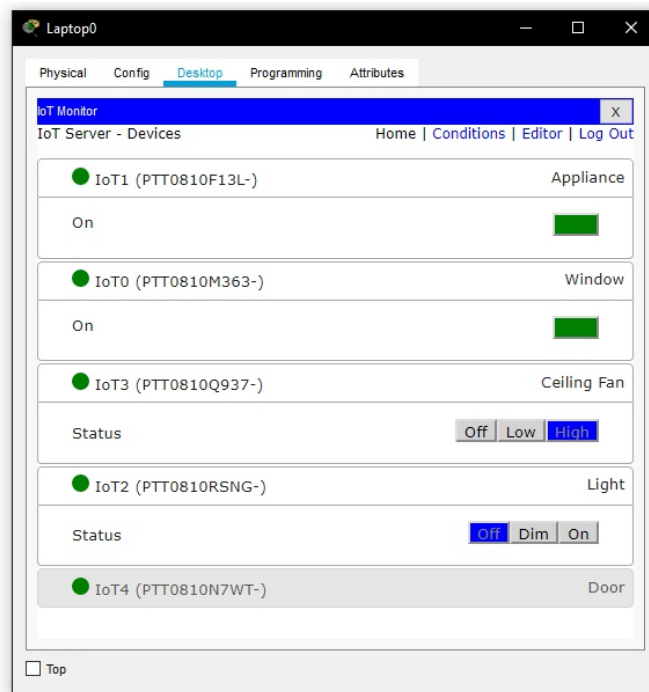 Laptop0
Physical Config Desktop Programming Attributes
IoT Monitor X
IoT Server - Devices Home | Conditions | Editor | Log Out
IoT1 (PTT0810F13L-) Appliance
On
IoT0 (PTT0810M363-) Window
On
IoT3 (PTT0810Q937-) Ceiling Fan
Status Off Low High
IoT2 (PTT0810RSNG-) Light
Status Off Dim On
IoT4 (PTT0810N7WT-) Door
Top